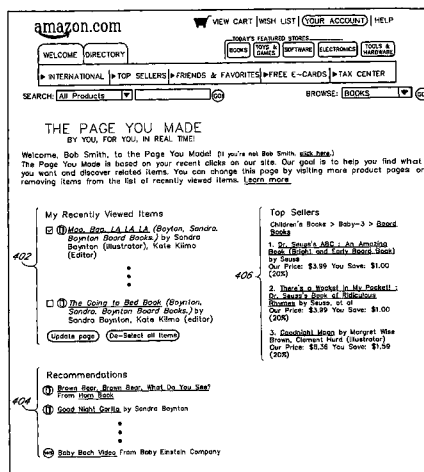 amazon.com
VIEW CART | WISH LIST | YOUR ACCOUNT | HELP
TODAY'S FEATURED STORES
WELCOME DIRECTORY
BOOKS TOYS & GAMES SOFTWARE ELECTRONICS TOOLS & HARDWARE
INTERNATIONAL TOP SELLERS FRIENDS & FAVORITES FREE E-CARDS TAX CENTER
SEARCH: All Products GO BROWSE: BOOKS
THE PAGE YOU MADE
BY YOU, FOR YOU, IN REAL TIME!
Welcome, Bob Smith, to the Page You Made! (If you're not Bob Smith, click here.)
The Page You Made is based on your recent clicks on our site. Our goal is to help you find what
you want and discover related items. You can change this page by visiting more product pages or
removing items from the list of recently viewed items. Learn more
My Recently Viewed Items
Moo, Baa, LA LA LA (Boyton, Sandra.
Boynton Board Books.) by Sandra
Boynton (Illustrator), Kate Klimo
(Editor)
402
The Going to Bed Book (Boynton,
Sandra. Boynton Board Books.) by
Sandra Boynton, Kate Kilmo (editor)
Update page De-Select all items
Top Sellers
Children's Books > Baby-3 > Board
Books
1. Dr. Seuss's ABC : An Amazing
Book (Bright and Early Board Book)
by Seuss
Our Price: $3.99 You Save: $1.00
(20%)
406
2. There's a Wocket in My Pocket! :
Dr. Seuss's Book of Ridiculous
Rhymes by Seuss, et al
Our Price: $3.99 You Save: $1.00
(20%)
3. Goodnight Moon by Margret Wise
Brown, Clement Hurd (Illustrator)
Our Price: $6.36 You Save: $1.59
(20%)
Recommendations
Brown Bear, Brown Bear, What Do You See?
From Horn Book
404
Good Night Gorilla by Sandra Boynton
Baby Bach Video From Baby Einstein Company